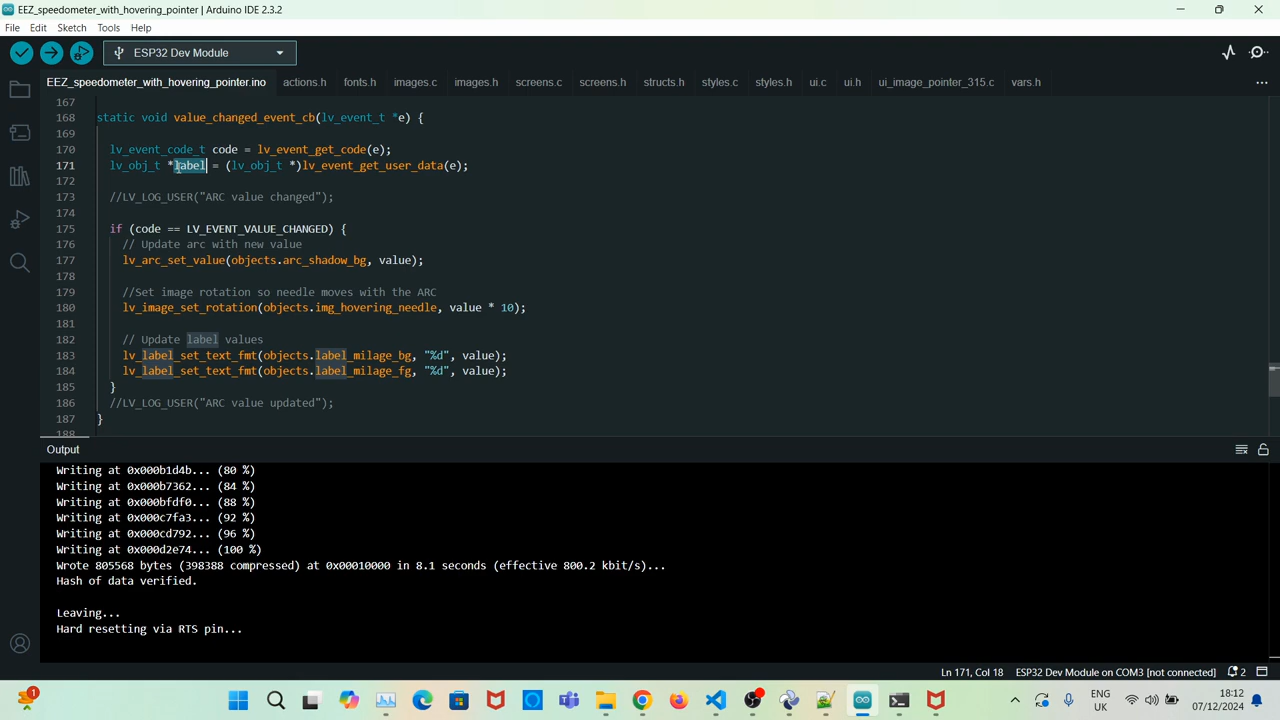 EEZ_speedometer_with_hovering_pointer | Arduino IDE 2.3.2
File Edit Sketch Tools Help
ESP32 Dev Module
EEZ_speedometer_with_hovering_pointer.ino actions.h fonts.h images.c images.h screens.c screens.h structs.h styles.c styles.h ui.c ui.h ui_image_pointer_315.c vars.h
167
168 static void value_changed_event_cb(lv_event_t *e) {
169
170 lv_event_code_t code = lv_event_get_code(e);
171 lv_obj_t *label = (lv_obj_t *)lv_event_get_user_data(e);
172
173 //LV_LOG_USER("ARC value changed");
174
175 if (code == LV_EVENT_VALUE_CHANGED) {
176 // Update arc with new value
177 lv_arc_set_value(objects.arc_shadow_bg, value);
178
179 //Set image rotation so needle moves with the ARC
180 lv_image_set_rotation(objects.img_hovering_needle, value * 10);
181
182 // Update label values
183 lv_label_set_text_fmt(objects.label_milage_bg, "%d", value);
184 lv_label_set_text_fmt(objects.label_milage_fg, "%d", value);
185 }
186 //LV_LOG_USER("ARC value updated");
187 }
188
Output
Writing at 0x000b1d4b... (80 %)
Writing at 0x000b7362... (84 %)
Writing at 0x000bfdf0... (88 %)
Writing at 0x000c7fa3... (92 %)
Writing at 0x000cd792... (96 %)
Writing at 0x000d2e74... (100 %)
Wrote 805568 bytes (398388 compressed) at 0x00010000 in 8.1 seconds (effective 800.2 kbit/s)...
Hash of data verified.
Leaving...
Hard resetting via RTS pin...
Ln 171, Col 18 ESP32 Dev Module on COM3 [not connected] 2
1
ENG
UK
18:12
07/12/2024